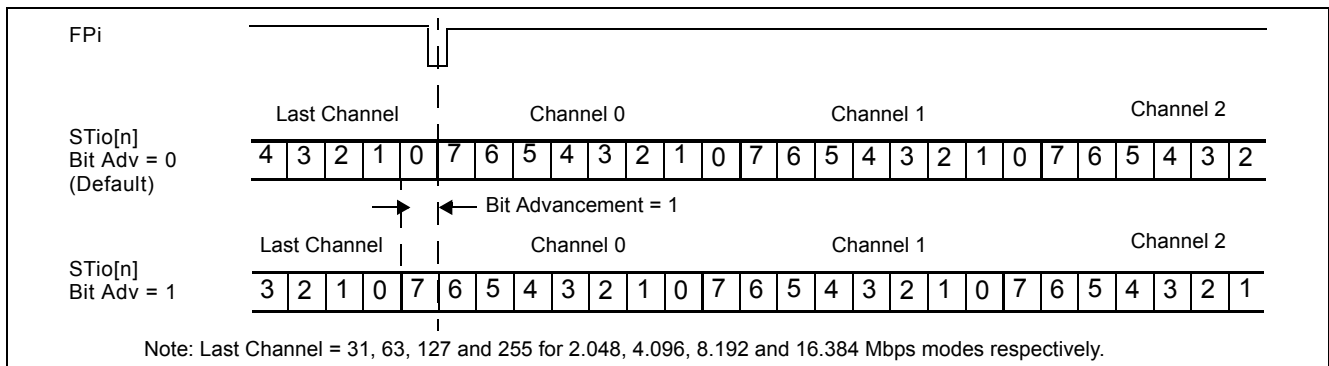 FPi
Last Channel Channel 0 Channel 1 Channel 2
STio[n]
Bit Adv = 0
(Default)
4 3 2 1 0 7 6 5 4 3 2 1 0 7 6 5 4 3 2 1 0 7 6 5 4 3 2
Bit Advancement = 1
Last Channel Channel 0 Channel 1 Channel 2
STio[n]
Bit Adv = 1
3 2 1 0 7 6 5 4 3 2 1 0 7 6 5 4 3 2 1 0 7 6 5 4 3 2 1
Note: Last Channel = 31, 63, 127 and 255 for 2.048, 4.096, 8.192 and 16.384 Mbps modes respectively.